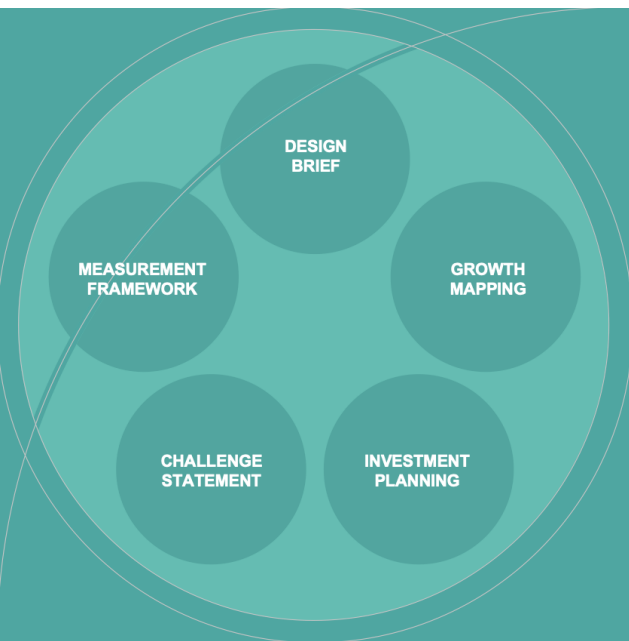 DESIGN
BRIEF
MEASUREMENT
FRAMEWORK
GROWTH
MAPPING
CHALLENGE
STATEMENT
INVESTMENT
PLANNING